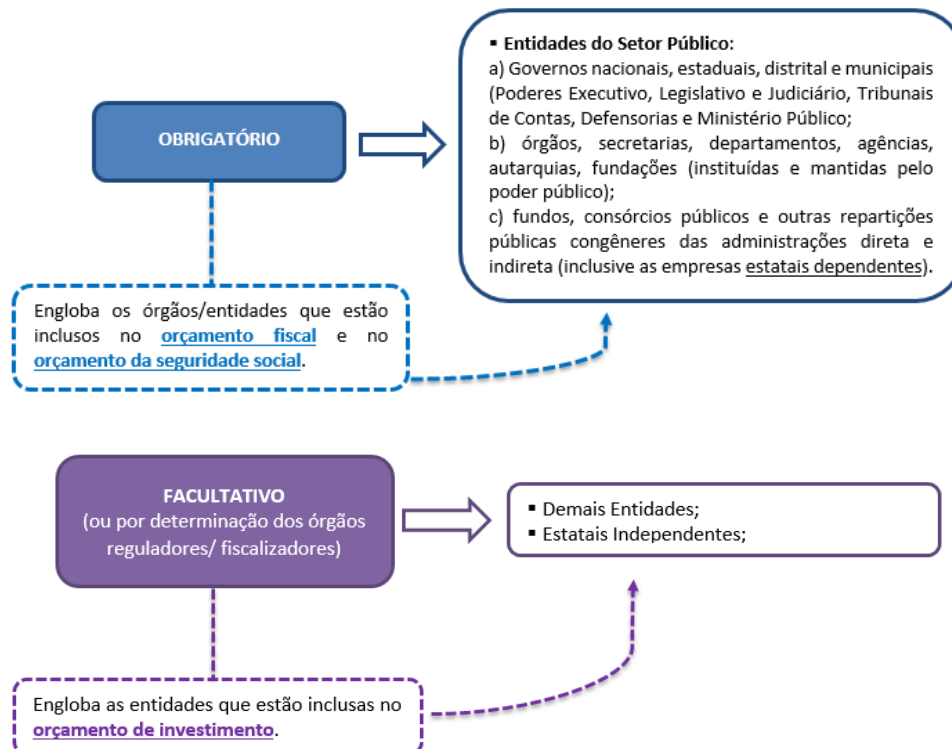 OBRIGATÓRIO
▪ Entidades do Setor Público:
a) Governos nacionais, estaduais, distrital e municipais
(Poderes Executivo, Legislativo e Judiciário, Tribunais
de Contas, Defensorias e Ministério Público;
b) órgãos, secretarias, departamentos, agências,
autarquias, fundações (instituídas e mantidas pelo
poder público);
c) fundos, consórcios públicos e outras repartições
públicas congêneres das administrações direta e
indireta (inclusive as empresas estatais dependentes).
Engloba os órgãos/entidades que estão
inclusos no orçamento fiscal e no
orçamento da seguridade social.
FACULTATIVO
(ou por determinação dos órgãos
reguladores/ fiscalizadores)
▪ Demais Entidades;
▪ Estatais Independentes;
Engloba as entidades que estão inclusas no
orçamento de investimento.